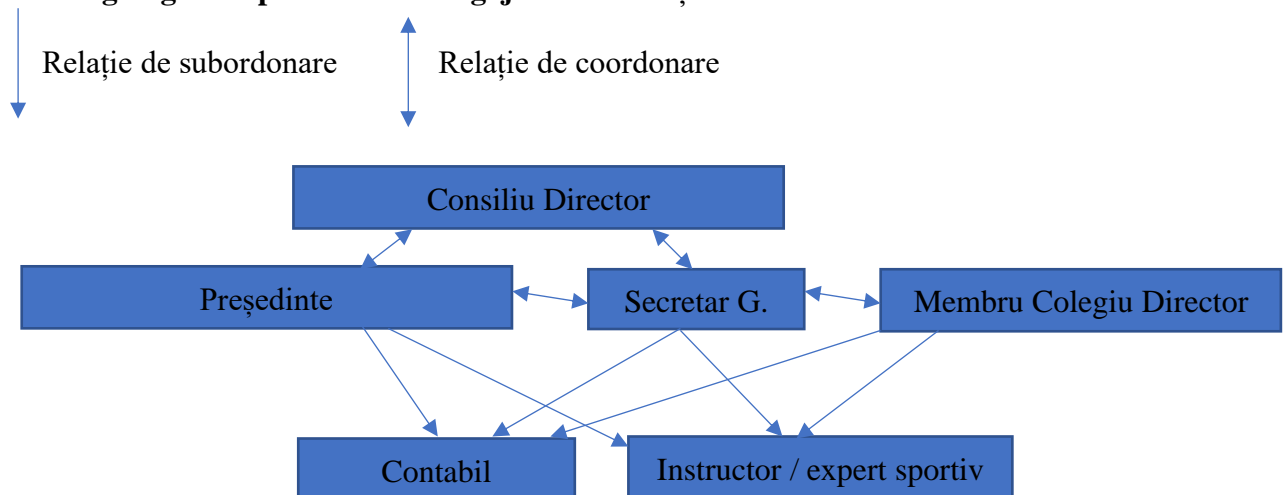 Relație de subordonare Relație de coordonare
Consiliu Director
Președinte Secretar G. Membru Colegiu Director
Contabil Instructor / expert sportiv